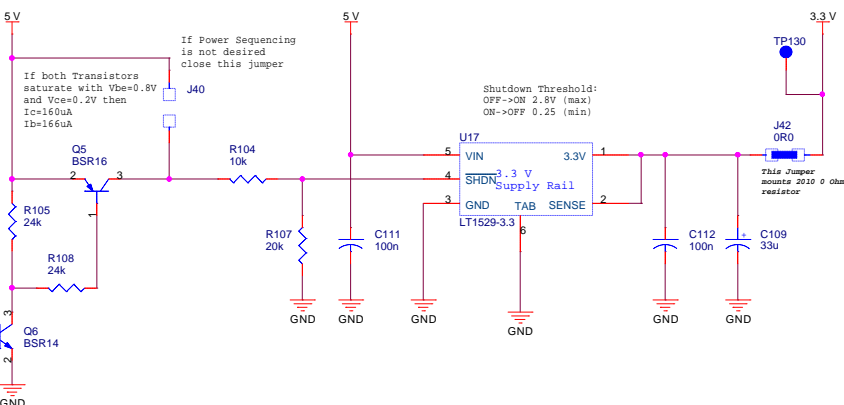 5 V
5 V
3.3 V
If Power Sequencing
is not desired
close this jumper
TP130
If both Transistors
saturate with Vbe=0.8V
and Vce=0.2V then
Ic=160uA
Ib=166uA
J40
Shutdown Threshold:
OFF->ON 2.8V (max)
ON->OFF 0.25 (min)
Q5
BSR16
2
3
1
R104
10k
U17
5
VIN
3.3V
1
4
SHDN
3.3 V
Supply Rail
3
GND
TAB
SENSE
2
LT1529-3.3
6
J42
0R0
This Jumper
mounts 2010 0 Ohm
resistor
R105
24k
R108
24k
R107
20k
C111
100n
C112
100n
+
C109
33u
3
Q6
BSR14
2
GND
GND
GND
GND
GND
GND
GND